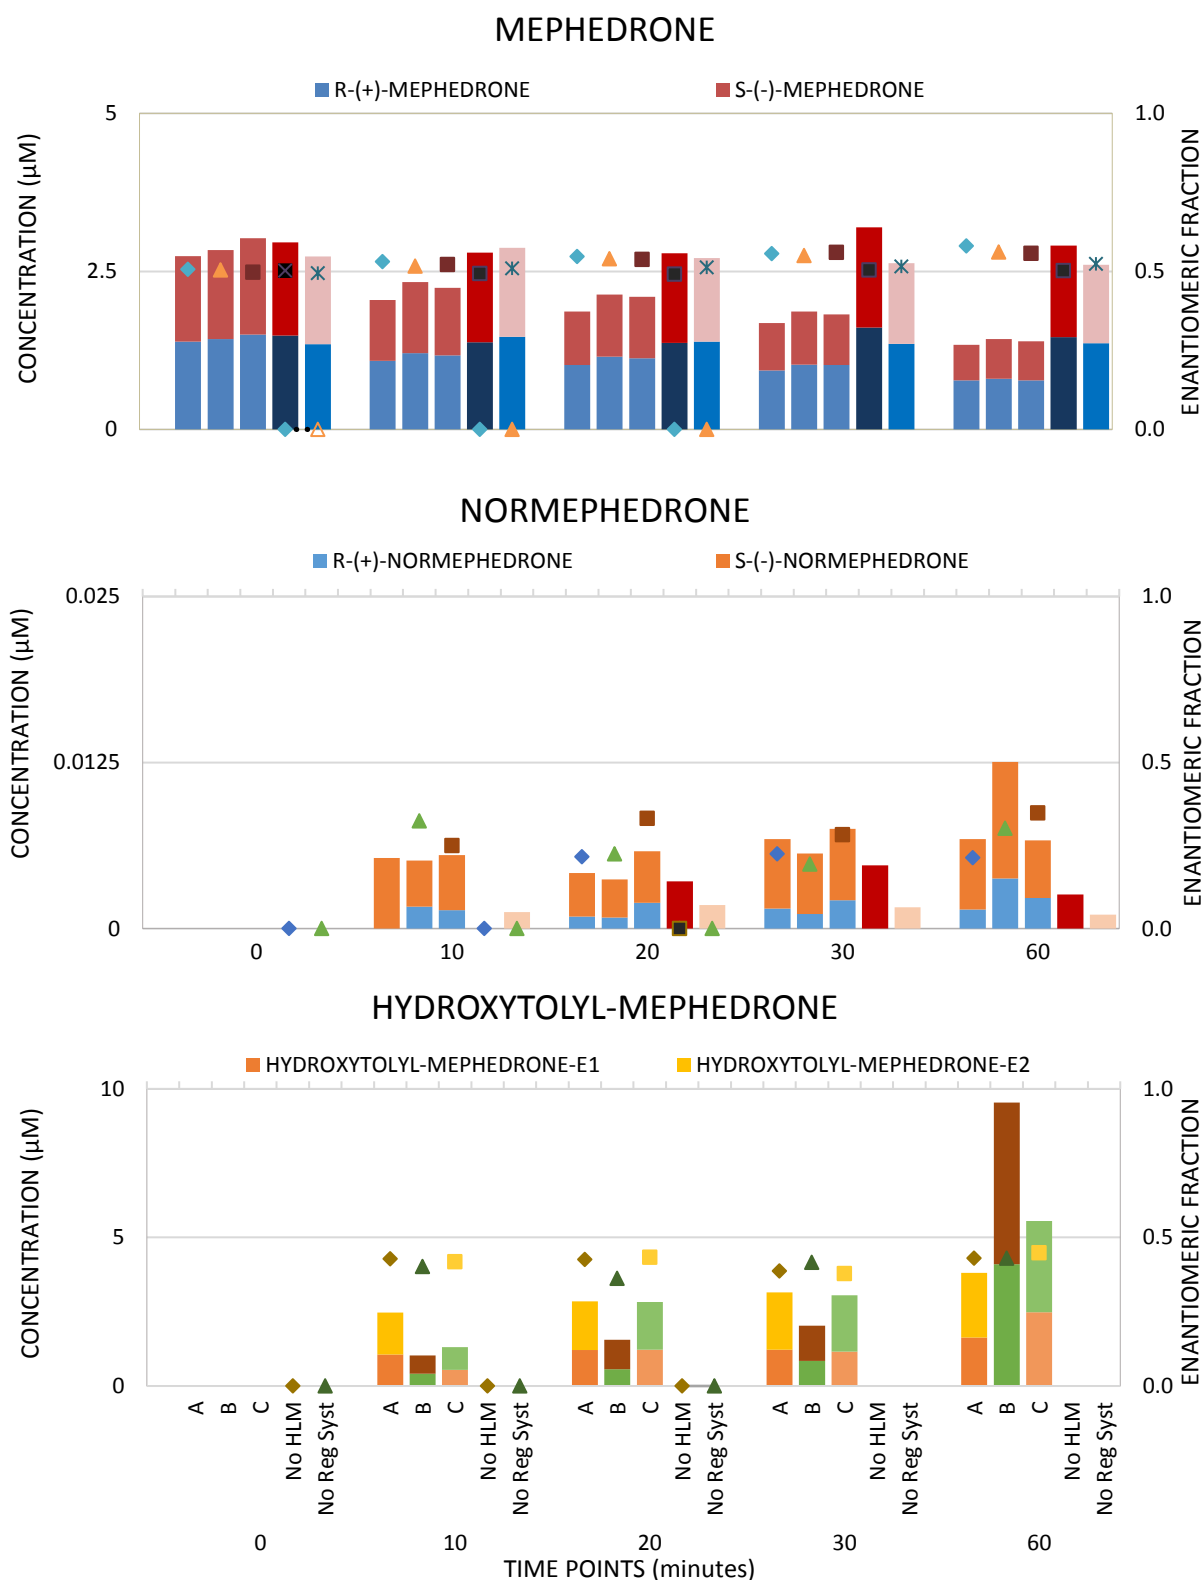 MEPHEDRONE
R-(+)-MEPHEDRONE S-(-)-MEPHEDRONE
CONCENTRATION (µM)
5
2.5
0
1.0
0.5
0.0
ENANTIOMERIC FRACTION
NORMEPHEDRONE
R-(+)-NORMEPHEDRONE S-(-)-NORMEPHEDRONE
CONCENTRATION (µM)
0.025
0.0125
0
1.0
0.5
0.0
ENANTIOMERIC FRACTION
0 10 20 30 60
HYDROXYTOLYL-MEPHEDRONE
HYDROXYTOLYL-MEPHEDRONE-E1 HYDROXYTOLYL-MEPHEDRONE-E2
CONCENTRATION (µM)
10
5
0
1.0
0.5
0.0
ENANTIOMERIC FRACTION
A B C No HLM No Reg Syst A B C No HLM No Reg Syst A B C No HLM No Reg Syst A B C No HLM No Reg Syst A B C No HLM No Reg Syst
0 10 20 30 60
TIME POINTS (minutes)